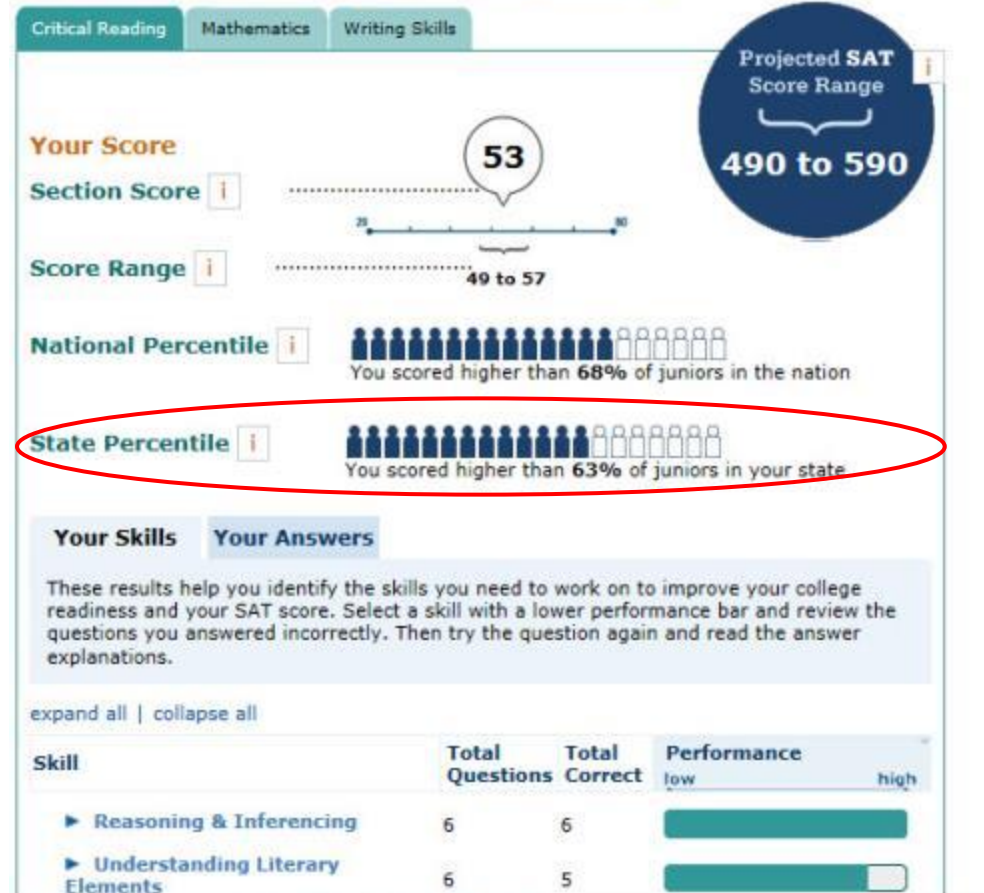 Critical Reading
Mathematics
Writing Skills
Projected SAT
Score Range
490 to 590
i
Your Score
53
Section Score i
20
80
Score Range i
49 to 57
National Percentile i
You scored higher than 68% of juniors in the nation
State Percentile i
You scored higher than 63% of juniors in your state
Your Skills
Your Answers
These results help you identify the skills you need to work on to improve your college
readiness and your SAT score. Select a skill with a lower performance bar and review the
questions you answered incorrectly. Then try the question again and read the answer
explanations.
expand all | collapse all
Skill
Total
Questions
Total
Correct
Performance
low
high
Reasoning & Inferencing
6
6
Understanding Literary
Elements
6
5